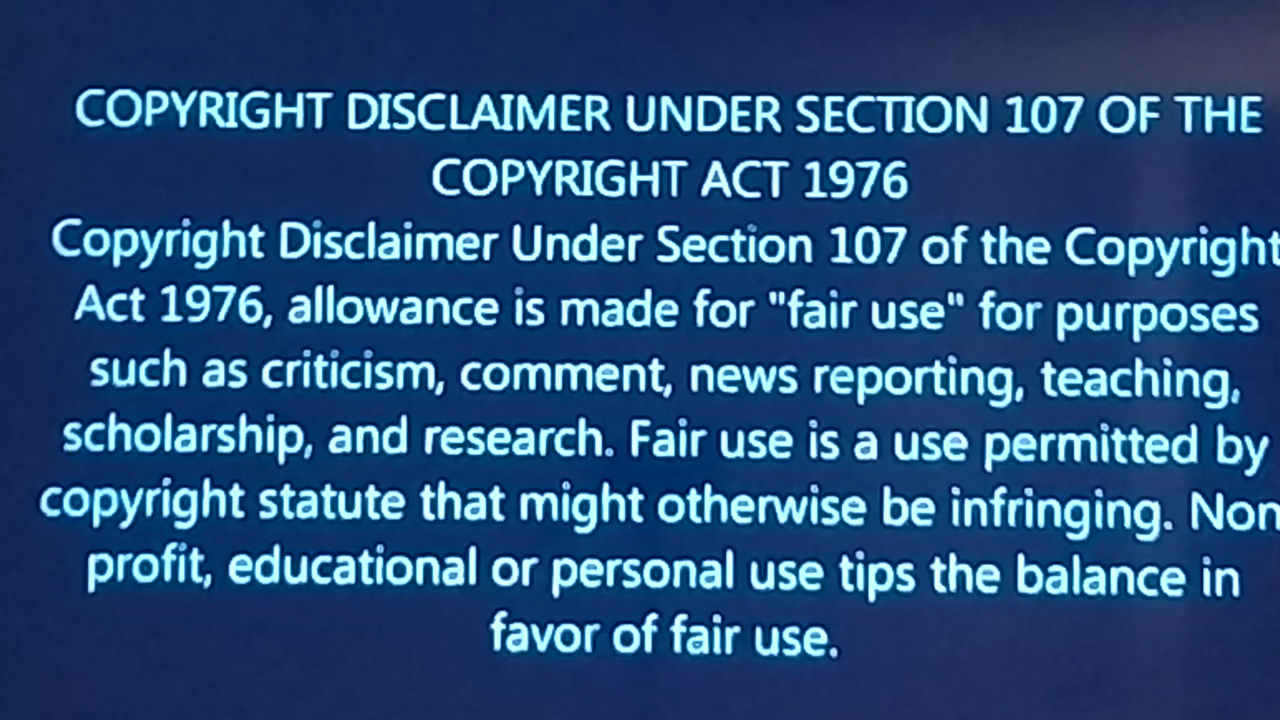 COPYRIGHT DISCLAIMER UNDER SECTION 107 OF THE
COPYRIGHT ACT 1976
Copyright Disclaimer Under Section 107 of the Copyright
Act 1976, allowance is made for "fair use" for purposes
such as criticism, comment, news reporting, teaching,
scholarship, and research. Fair use is a use permitted by
copyright statute that might otherwise be infringing. Non
profit, educational or personal use tips the balance in
favor of fair use.